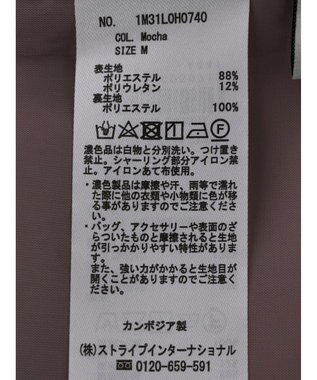 NO. 1M31L0H0740
COL. Mocha
SIZE M
表生地
ポリエステル 88%
ポリウレタン 12%
裏生地
ポリエステル 100%
濃色品は白物と分別洗い。つけ置き
禁止。シャーリング部分アイロン禁
止。アイロンあて布使用。
・濃色製品は摩擦や汗、雨等で濡れ
た際に他の衣類や小物類に色が移
る事がありますのでご注意くださ
い。
・バッグ、アクセサリーや表面のざ
らついたものと摩擦されると生地
が引っかかりやすい特性がありま
す。
また、強い力がかかると生地目が
開きますのでご注意ください。
カンボジア製
(株)ストライプインターナショナル
0120-659-591